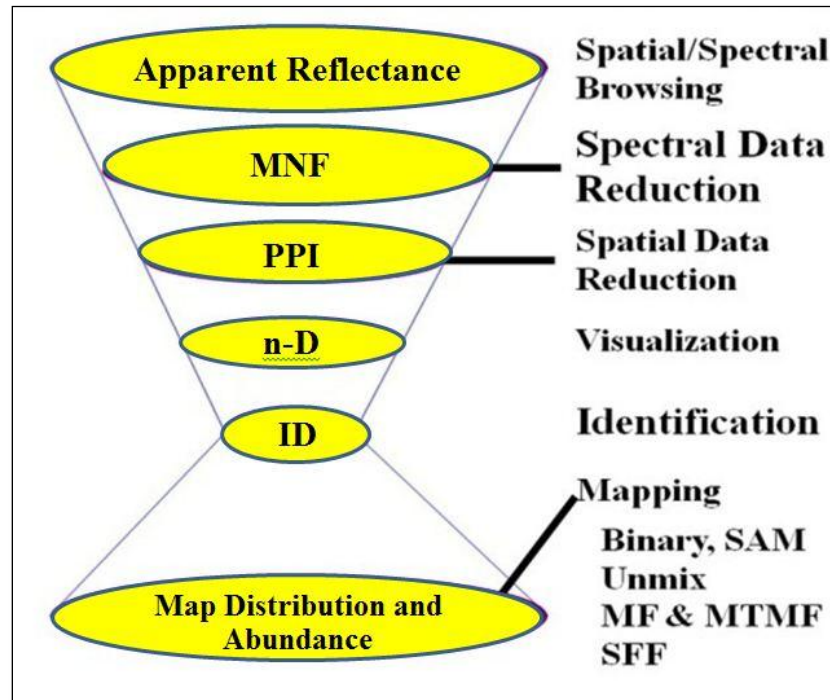 Apparent Reflectance
Spatial/Spectral
Browsing
MNF
Spectral Data
Reduction
PPI
Spatial Data
Reduction
n-D
Visualization
ID
Identification
Mapping
Binary, SAM
Unmix
MF & MTMF
SFF
Map Distribution and
Abundance